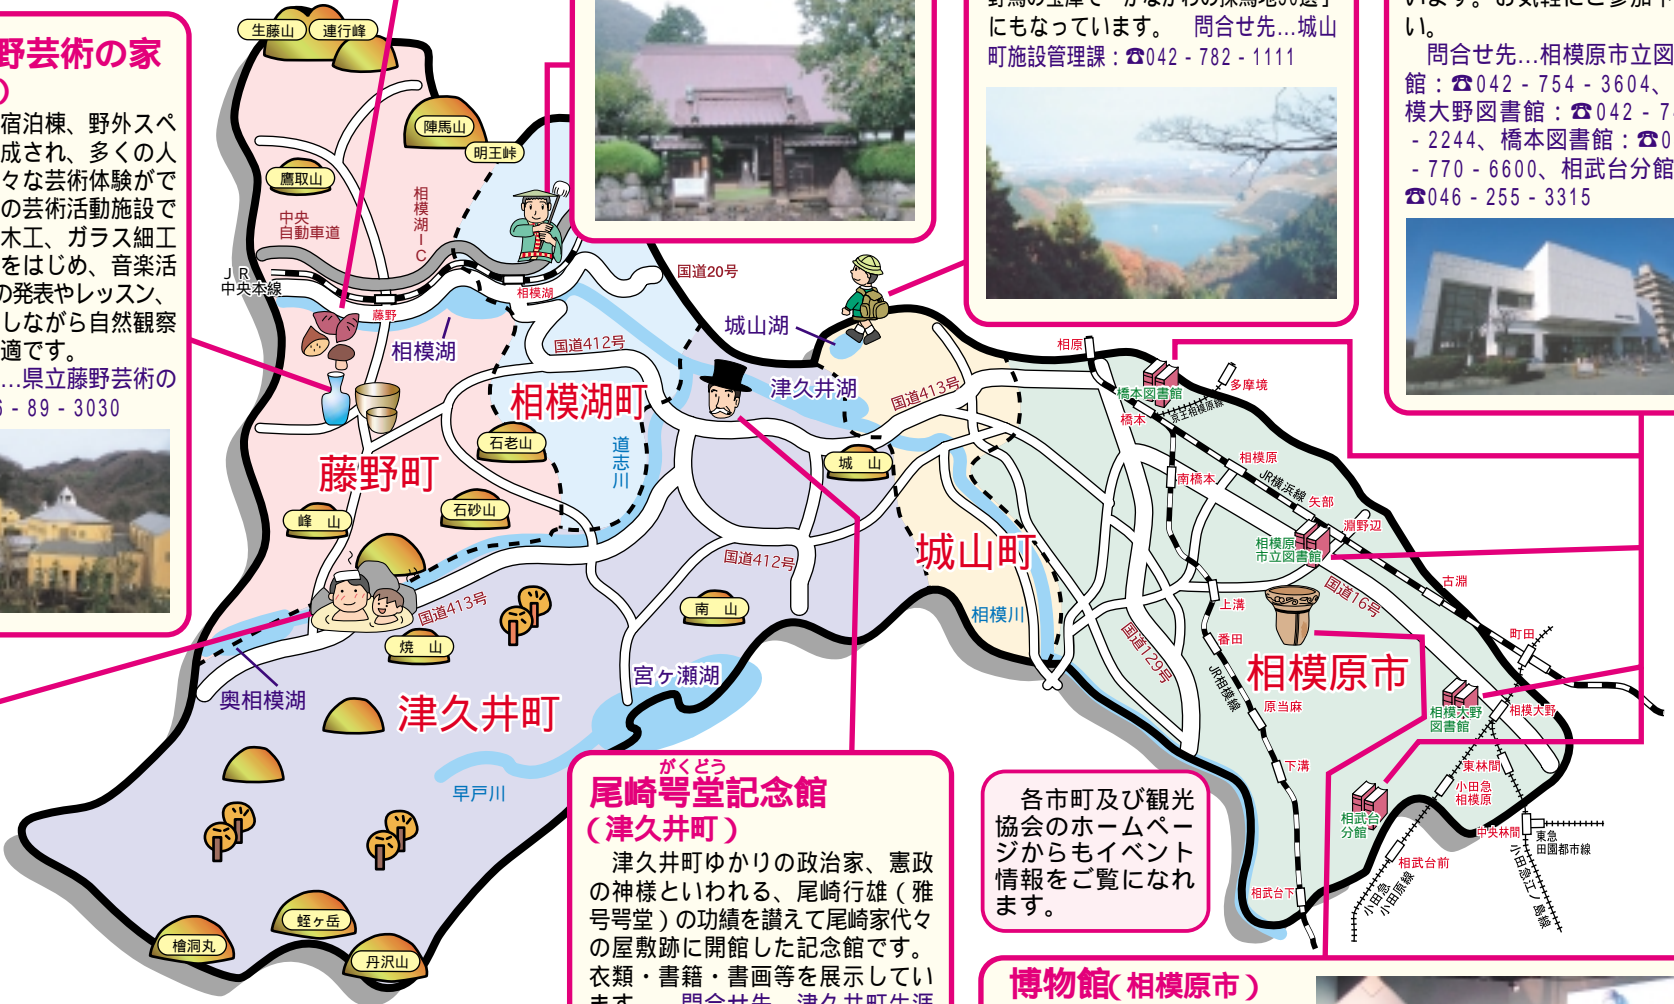 野芸術の家
宿泊棟、野外スペ
成され、多くの人
々な芸術体験がで
の芸術活動施設で
木工、ガラス細工
をはじめ、音楽活
の発表やレッスン、
しながら自然観察
適です。
…県立藤野芸術の
6 - 89 - 3030
にもなっています。　問合せ先…城山
町施設管理課：☎042 - 782 - 1111
い。
問合せ先…相模原市立図
館：☎042 - 754 - 3604、
模大野図書館：☎042 - 7
- 2244、橋本図書館：☎0
- 770 - 6600、相武台分館
☎046 - 255 - 3315
生藤山
連行峰
陣馬山
明王峠
鷹取山
相模湖IC
中央
自動車道
JR
中央本線
藤野
相模湖
相模湖
国道20号
城山湖
国道412号
相模湖町
津久井湖
国道413号
石老山
道志川
城　山
藤野町
石砂山
峰　山
国道412号
城山町
国道413号
南　山
焼　山
相模川
奥相模湖
宮ヶ瀬湖
津久井町
早戸川
檜洞丸
蛭ヶ岳
丹沢山
相原
橋本図書館
多摩境
京王相模原線
橋本
南橋本
相模原
JR横浜線
矢部
淵野辺
相模原
市立図書館
古淵
国道16号
上溝
番田
国道129号
JR相模線
相模原市
町田
原当麻
相模大野
図書館
相模大野
下溝
東林間
小田急
相模原
相武台
分館
中央林間
東急
田園都市線
相武台前
小田急
小田原線
小田急江ノ島線
相武台下
がくどう
尾崎咢堂記念館
（津久井町）
津久井町ゆかりの政治家、憲政
の神様といわれる、尾崎行雄（雅
号咢堂）の功績を讃えて尾崎家代々
の屋敷跡に開館した記念館です。
衣類・書籍・書画等を展示してい
各市町及び観光
協会のホームペー
ジからもイベント
情報をご覧になれ
ます。
博物館（相模原市）